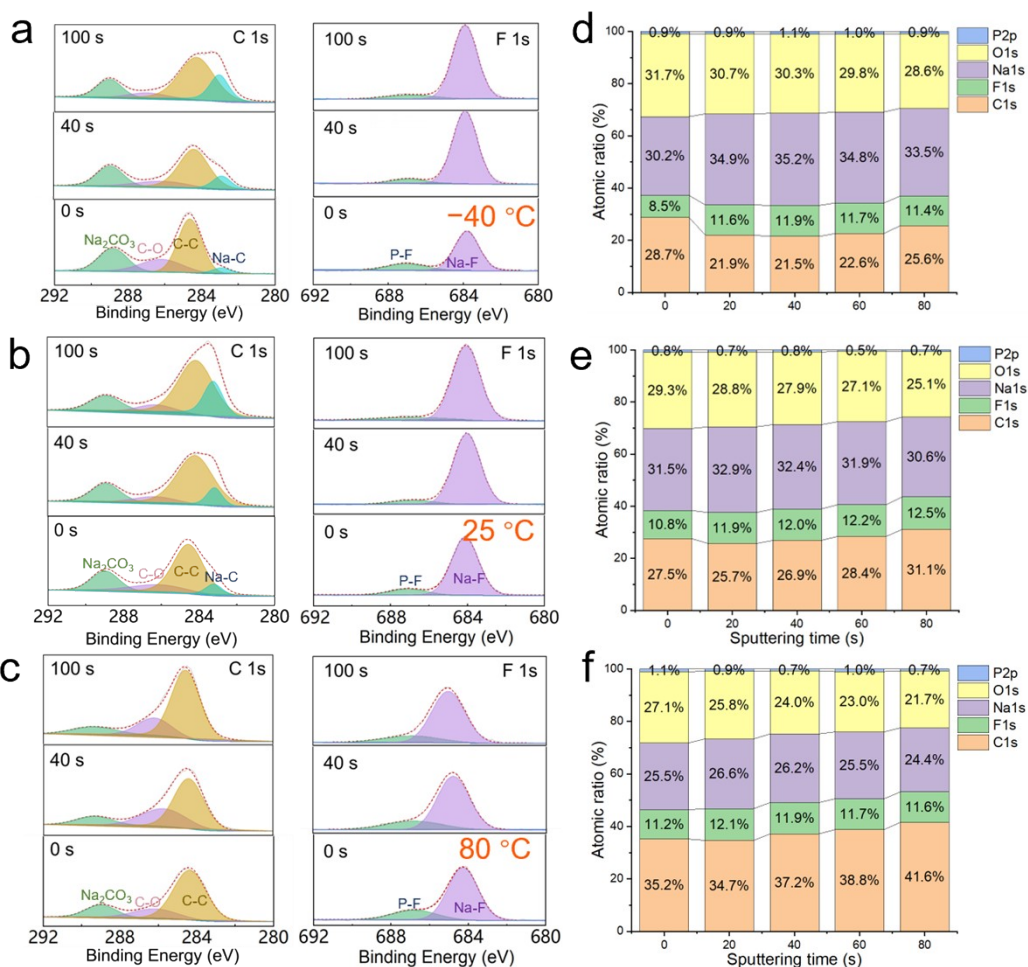 a
100 s
C 1s
40 s
0 s
Na₂CO₃
C-O
C-C
Na-C
292
288
284
280
Binding Energy (eV)
100 s
F 1s
40 s
0 s
−40 °C
P-F
Na-F
692
688
684
680
Binding Energy (eV)
d
Atomic ratio (%)
100
80
60
40
20
0
0.9%
0.9%
1.1%
1.0%
0.9%
31.7%
30.7%
30.3%
29.8%
28.6%
30.2%
34.9%
35.2%
34.8%
33.5%
8.5%
11.6%
11.9%
11.7%
11.4%
28.7%
21.9%
21.5%
22.6%
25.6%
0
20
40
60
80
P2p
O1s
Na1s
F1s
C1s
b
100 s
C 1s
40 s
0 s
Na₂CO₃
C-O
C-C
Na-C
292
288
284
280
Binding Energy (eV)
100 s
F 1s
40 s
0 s
25 °C
P-F
Na-F
692
688
684
680
Binding Energy (eV)
e
Atomic ratio (%)
100
80
60
40
20
0
0.8%
0.7%
0.8%
0.5%
0.7%
29.3%
28.8%
27.9%
27.1%
25.1%
31.5%
32.9%
32.4%
31.9%
30.6%
10.8%
11.9%
12.0%
12.2%
12.5%
27.5%
25.7%
26.9%
28.4%
31.1%
0
20
40
60
80
Sputtering time (s)
P2p
O1s
Na1s
F1s
C1s
c
100 s
C 1s
40 s
0 s
Na₂CO₃
C-O
C-C
292
288
284
280
Binding Energy (eV)
100 s
F 1s
40 s
0 s
80 °C
P-F
Na-F
692
688
684
680
Binding Energy (eV)
f
Atomic ratio (%)
100
80
60
40
20
0
1.1%
0.9%
0.7%
1.0%
0.7%
27.1%
25.8%
24.0%
23.0%
21.7%
25.5%
26.6%
26.2%
25.5%
24.4%
11.2%
12.1%
11.9%
11.7%
11.6%
35.2%
34.7%
37.2%
38.8%
41.6%
0
20
40
60
80
Sputtering time (s)
P2p
O1s
Na1s
F1s
C1s